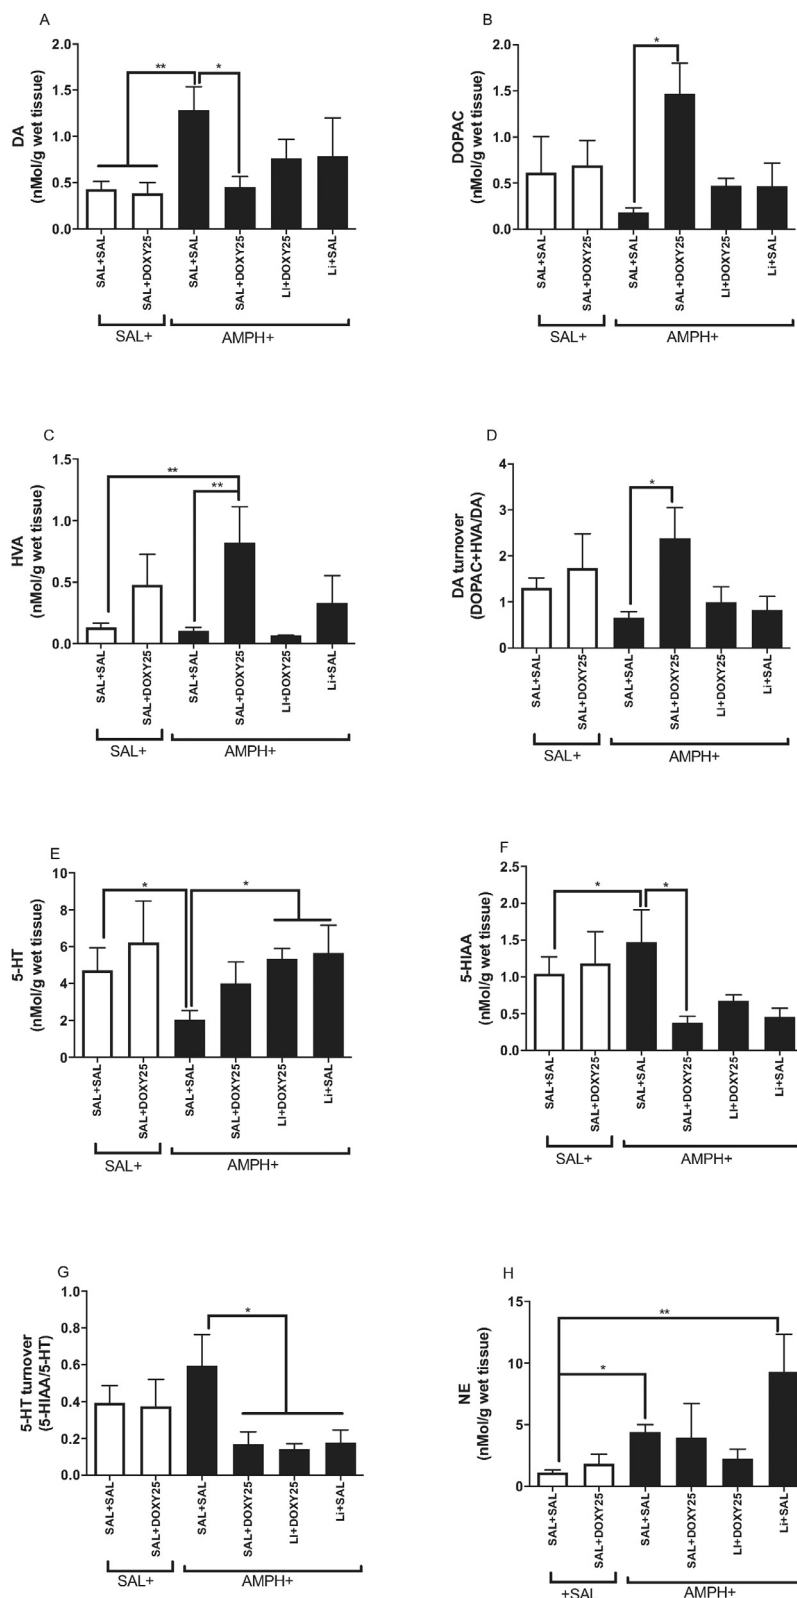 A
DA
(nMol/g wet tissue)
2.0
1.5
1.0
0.5
0.0
**
*
SAL+SAL
SAL+DOXY25
SAL+SAL
SAL+DOXY25
LI+DOXY25
Li+SAL
SAL+
AMPH+
B
DOPAC
(nMol/g wet tissue)
2.0
1.5
1.0
0.5
0.0
*
SAL+SAL
SAL+DOXY25
SAL+SAL
SAL+DOXY25
LI+DOXY25
Li+SAL
SAL+
AMPH+
C
HVA
(nMol/g wet tissue)
1.5
1.0
0.5
0.0
**
**
SAL+SAL
SAL+DOXY25
SAL+SAL
SAL+DOXY25
LI+DOXY25
Li+SAL
SAL+
AMPH+
D
DA turnover
(DOPAC+HVA/DA)
4
3
2
1
0
*
SAL+SAL
SAL+DOXY25
SAL+SAL
SAL+DOXY25
LI+DOXY25
Li+SAL
SAL+
AMPH+
E
5-HT
(nMol/g wet tissue)
10
8
6
4
2
0
*
*
SAL+SAL
SAL+DOXY25
SAL+SAL
SAL+DOXY25
LI+DOXY25
Li+SAL
SAL+
AMPH+
F
5-HIAA
(nMol/g wet tissue)
2.5
2.0
1.5
1.0
0.5
0.0
*
*
SAL+SAL
SAL+DOXY25
SAL+SAL
SAL+DOXY25
LI+DOXY25
Li+SAL
SAL+
AMPH+
G
5-HT turnover
(5-HIAA/5-HT)
1.0
0.8
0.6
0.4
0.2
0.0
*
SAL+SAL
SAL+DOXY25
SAL+SAL
SAL+DOXY25
LI+DOXY25
Li+SAL
SAL+
AMPH+
H
NE
(nMol/g wet tissue)
15
10
5
0
**
*
SAL+SAL
SAL+DOXY25
SAL+SAL
SAL+DOXY25
LI+DOXY25
Li+SAL
+SAL
AMPH+